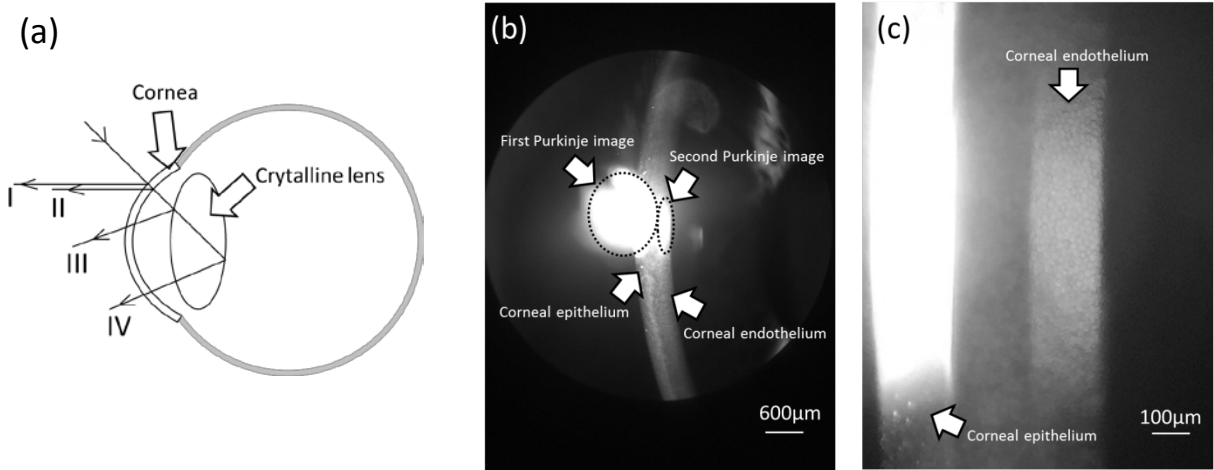 (a)
Cornea
Crytalline lens
I
II
III
IV
(b)
First Purkinje image
Second Purkinje image
Corneal epithelium
Corneal endothelium
600μm
(c)
Corneal endothelium
Corneal epithelium
100μm